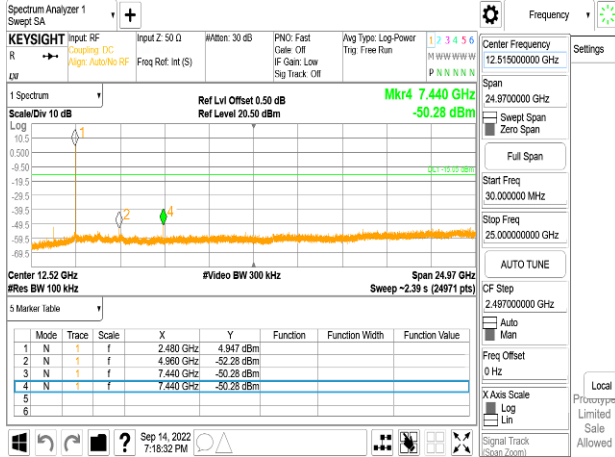 Spectrum Analyzer 1
Swept SA
+
Frequency
KEYSIGHT
R
LXI
Input: RF
Coupling: DC
Align: Auto/No RF
Input Z: 50 Ω
Freq Ref: Int (S)
#Atten: 30 dB
PNO: Fast
Gate: Off
IF Gain: Low
Sig Track: Off
Avg Type: Log-Power
Trig: Free Run
1 2 3 4 5 6
M W W W W W
P N N N N N
1 Spectrum
Scale/Div 10 dB
Log
Ref Lvl Offset 0.50 dB
Ref Level 20.50 dBm
Mkr4 7.440 GHz
-50.28 dBm
10.5
0.500
-9.50
-19.5
-29.5
-39.5
-49.5
-59.5
-69.5
1
2
4
Center 12.52 GHz
#Res BW 100 kHz
#Video BW 300 kHz
Span 24.97 GHz
Sweep ~2.39 s (24971 pts)
5 Marker Table
Mode Trace Scale X Y Function Function Width Function Value
1 N 1 f 2.480 GHz 4.947 dBm
2 N 1 f 4.960 GHz -52.28 dBm
3 N 1 f 7.440 GHz -50.28 dBm
4 N 1 f 7.440 GHz -50.28 dBm
5
6
Sep 14, 2022
7:18:32 PM
?
Center Frequency
12.515000000 GHz
Span
24.9700000 GHz
Swept Span
Zero Span
Full Span
Start Freq
30.000000 MHz
Stop Freq
25.000000000 GHz
AUTO TUNE
CF Step
2.497000000 GHz
Auto
Man
Freq Offset
0 Hz
X Axis Scale
Log
Lin
Signal Track
(Span Zoom)
Settings
Local
Prototype
Limited
Sale
Allowed